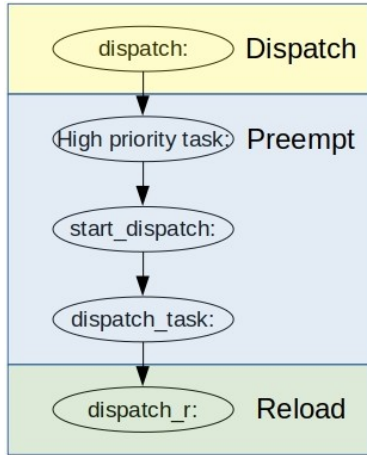 dispatch: Dispatch
High priority task: Preempt
start_dispatch:
dispatch_task:
dispatch_r: Reload